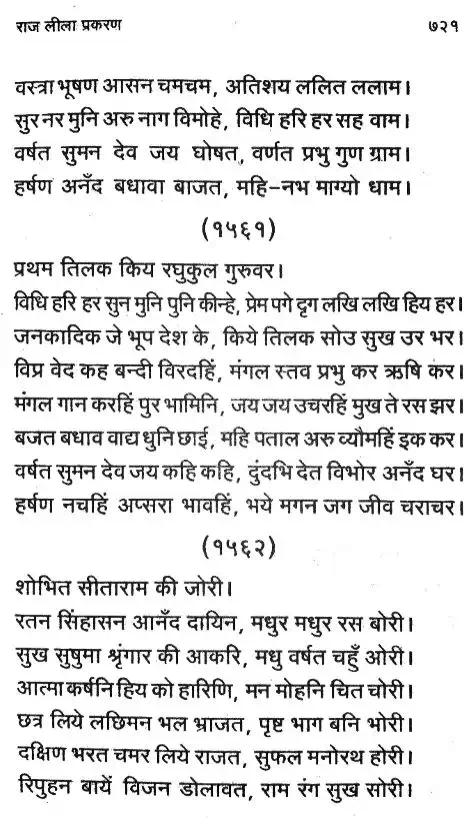 राज लीला प्रकरण ७२१
वस्त्रा भूषण आसन चमचम, अतिशय ललित ललाम।
सुर नर मुनि अरु नाग विमोहे, विधि हरि हर सह वाम।
वर्षत सुमन देव जय घोषत, वर्णत प्रभु गुण ग्राम।
हर्षण अनँद बधावा बाजत, महि-नभ माग्यो धाम।
(१५६१)
प्रथम तिलक किय रघुकुल गुरुवर।
विधि हरि हर सुन मुनि पुनि कीन्हे, प्रेम पगे दृग लखि लखि हिय हर।
जनकादिक जे भूप देश के, किये तिलक सोउ सुख उर भर।
विप्र वेद कह बन्दी विरदहिं, मंगल स्तव प्रभु कर ऋषि कर।
मंगल गान करहिं पुर भामिनि, जय जय उचरहिं मुख ते रस झर।
बजत बधाव वाद्य धुनि छाई, महि पताल अरु व्यौमहिं इक कर।
वर्षत सुमन देव जय कहि कहि, दुंदभि देत विभोर अनँद घर।
हर्षण नचहिं अप्सरा भावहिं, भये मगन जग जीव चराचर।
(१५६२)
शोभित सीताराम की जोरी।
रतन सिंहासन आनँद दायिन, मधुर मधुर रस बोरी।
सुख सुषुमा श्रृंगार की आकरि, मधु वर्षत चहुँ ओरी।
आत्मा कर्षनि हिय को हारिणि, मन मोहनि चित चोरी।
छत्र लिये लछिमन भल भ्राजत, पृष्ट भाग बनि भोरी।
दक्षिण भरत चमर लिये राजत, सुफल मनोरथ होरी।
रिपुहन बायें विजन डोलावत, राम रंग सुख सोरी।